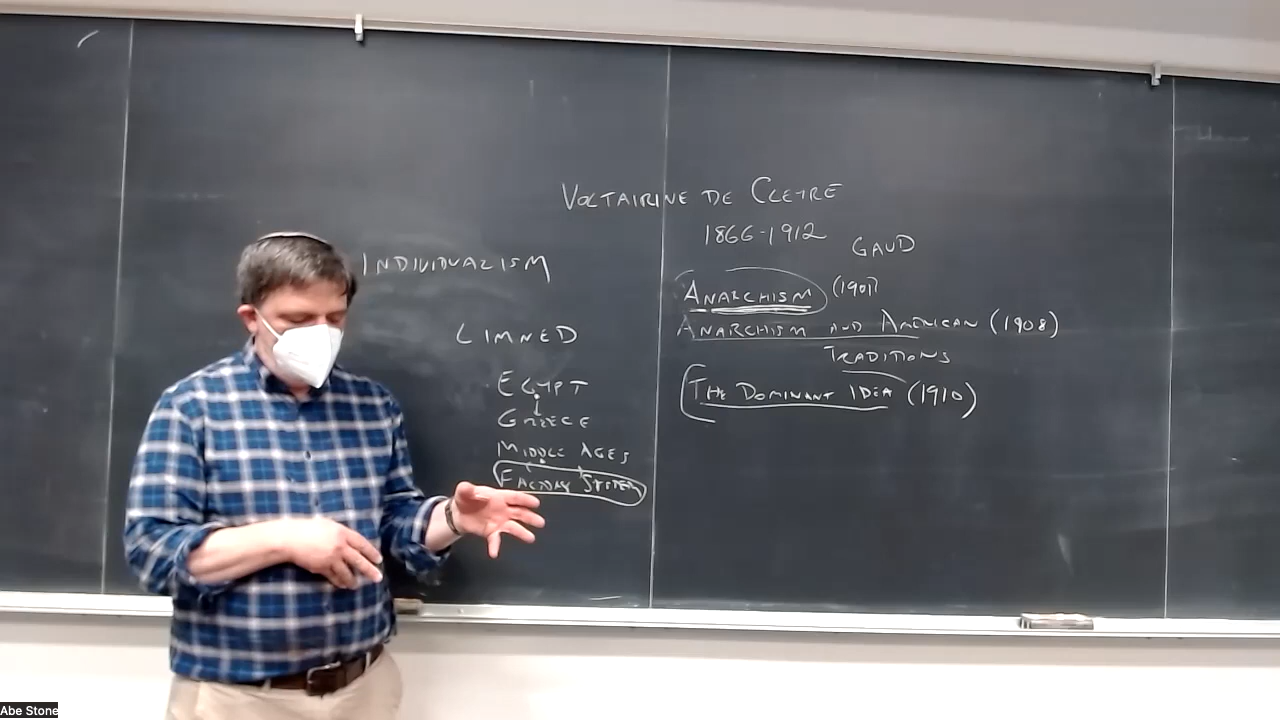 VOLTAIRINE DE CLEYRE
1866-1912
GAUD
INDIVIDUALISM
ANARCHISM (1901)
LIMNED
ANARCHISM AND AMERICAN (1908)
TRADITIONS
EGYPT
THE DOMINANT IDEA (1910)
GREECE
MIDDLE AGES
FACTORY SYSTEM
Abe Stone